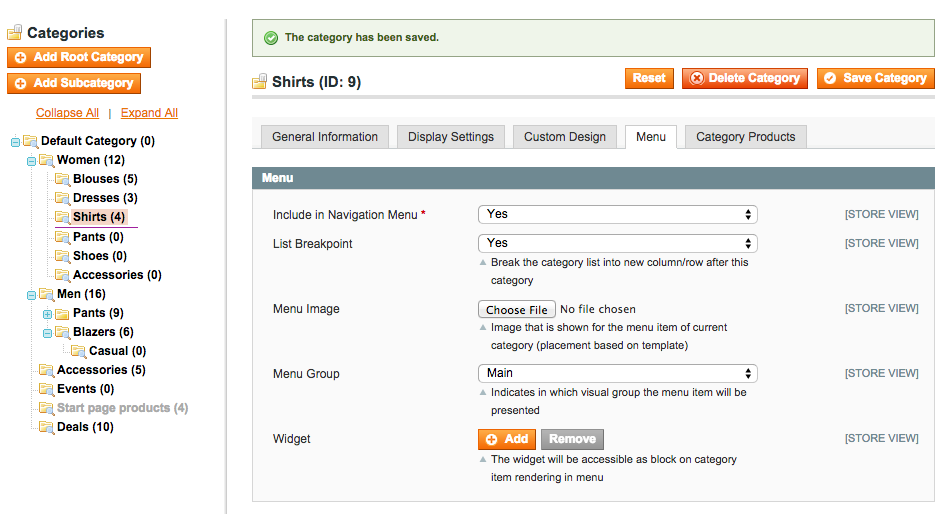 Categories
Add Root Category
Add Subcategory
Collapse All | Expand All
Default Category (0)
Women (12)
Blouses (5)
Dresses (3)
Shirts (4)
Pants (0)
Shoes (0)
Accessories (0)
Men (16)
Pants (9)
Blazers (6)
Casual (0)
Accessories (5)
Events (0)
Start page products (4)
Deals (10)
The category has been saved.
Shirts (ID: 9) Reset Delete Category Save Category
General Information Display Settings Custom Design Menu Category Products
Menu
Include in Navigation Menu * Yes [STORE VIEW]
List Breakpoint Yes [STORE VIEW]
Break the category list into new column/row after this
category
Menu Image Choose File No file chosen [STORE VIEW]
Image that is shown for the menu item of current
category (placement based on template)
Menu Group Main [STORE VIEW]
Indicates in which visual group the menu item will be
presented
Widget Add Remove [STORE VIEW]
The widget will be accessible as block on category
item rendering in menu